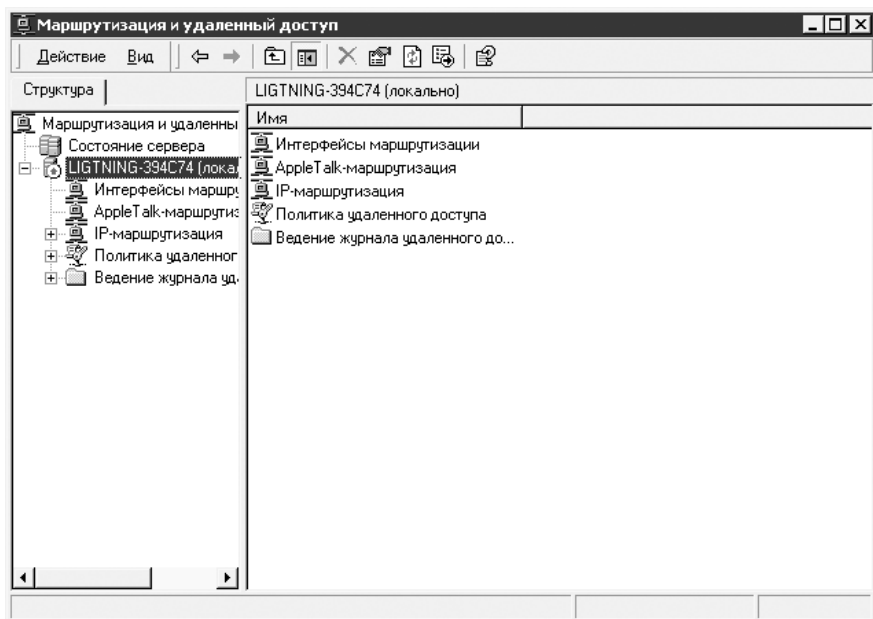 Маршрутизация и удаленный доступ
Действие Вид
Структура
LIGTNING-394C74 (локально)
Маршрутизация и удаленны
Состояние сервера
LIGTNING-394C74 (лока
Интерфейсы маршру
AppleTalk-маршрутиз
IP-маршрутизация
Политика удаленног
Ведение журнала уда
Имя
Интерфейсы маршрутизации
AppleTalk-маршрутизация
IP-маршрутизация
Политика удаленного доступа
Ведение журнала удаленного до...